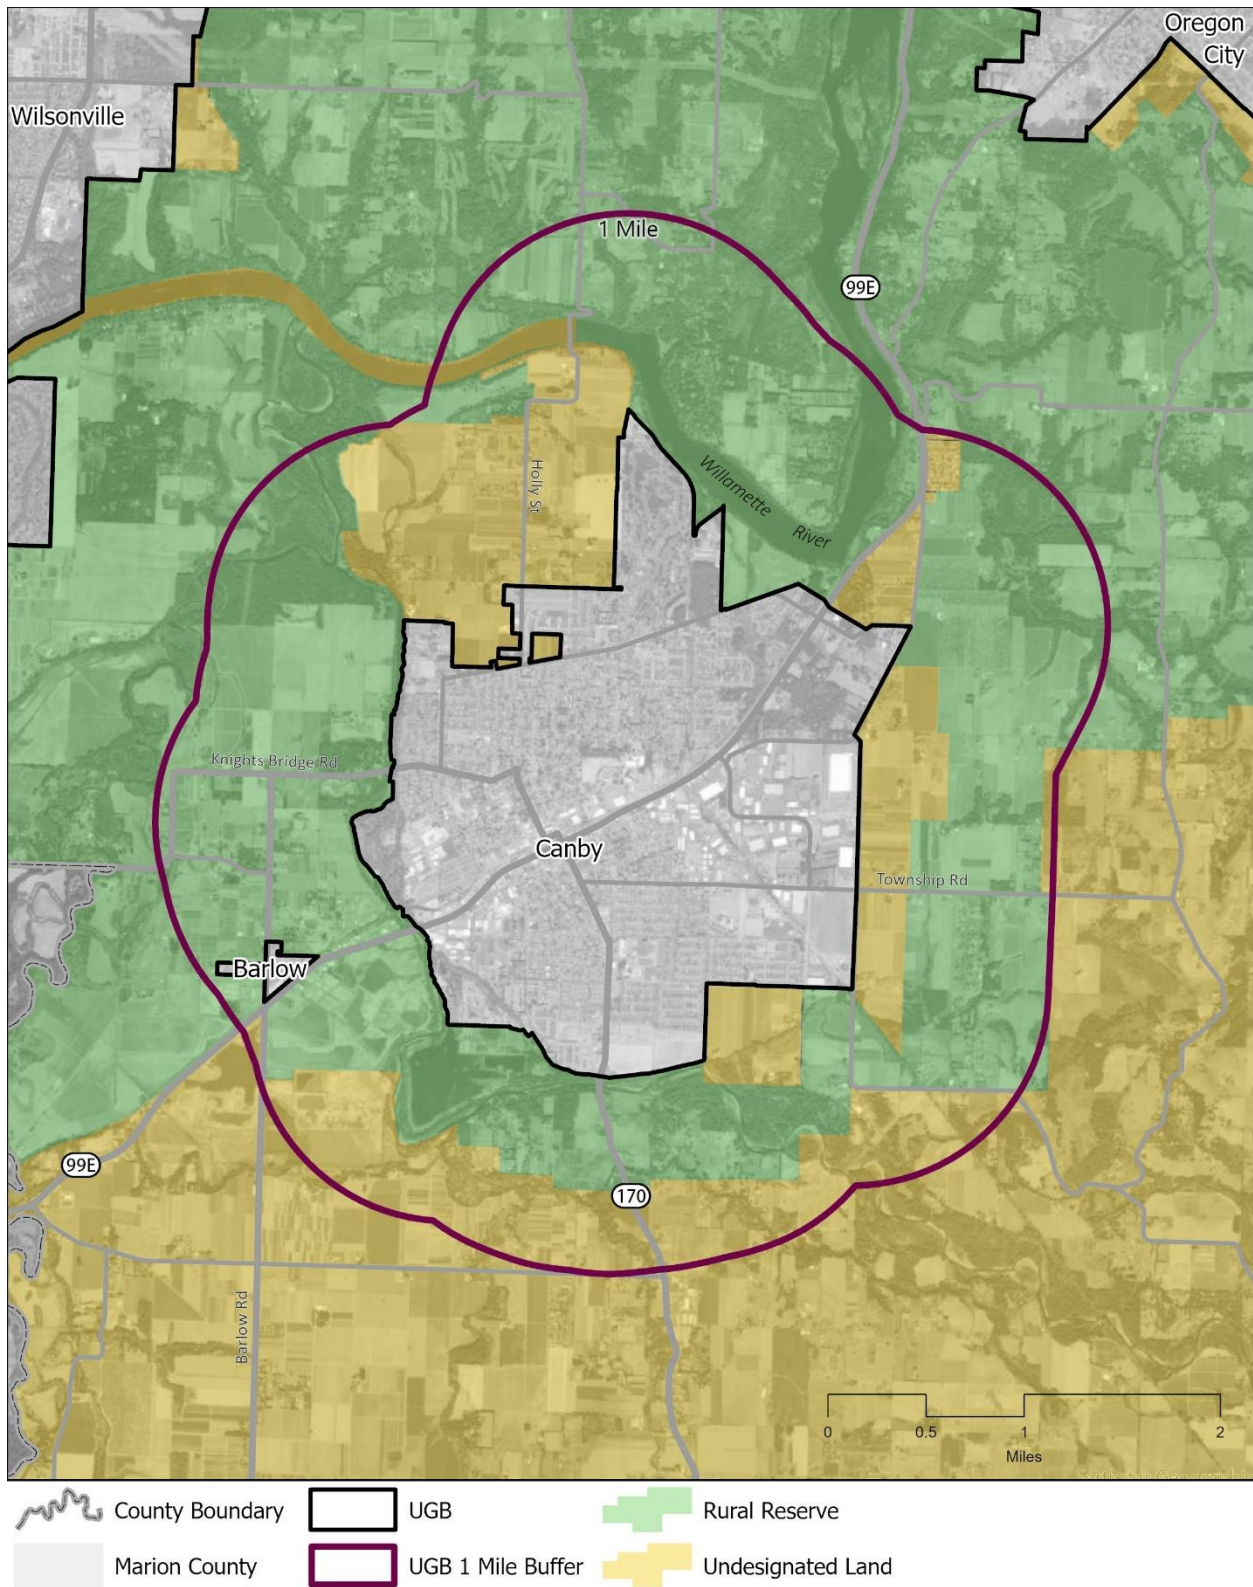 Oregon
City
Wilsonville
1 Mile
99E
Holly St
Willamette
River
Knights Bridge Rd
Canby
Township Rd
Barlow
99E
170
Barlow Rd
0
0.5
1
2
Miles
County Boundary
UGB
Rural Reserve
Marion County
UGB 1 Mile Buffer
Undesignated Land